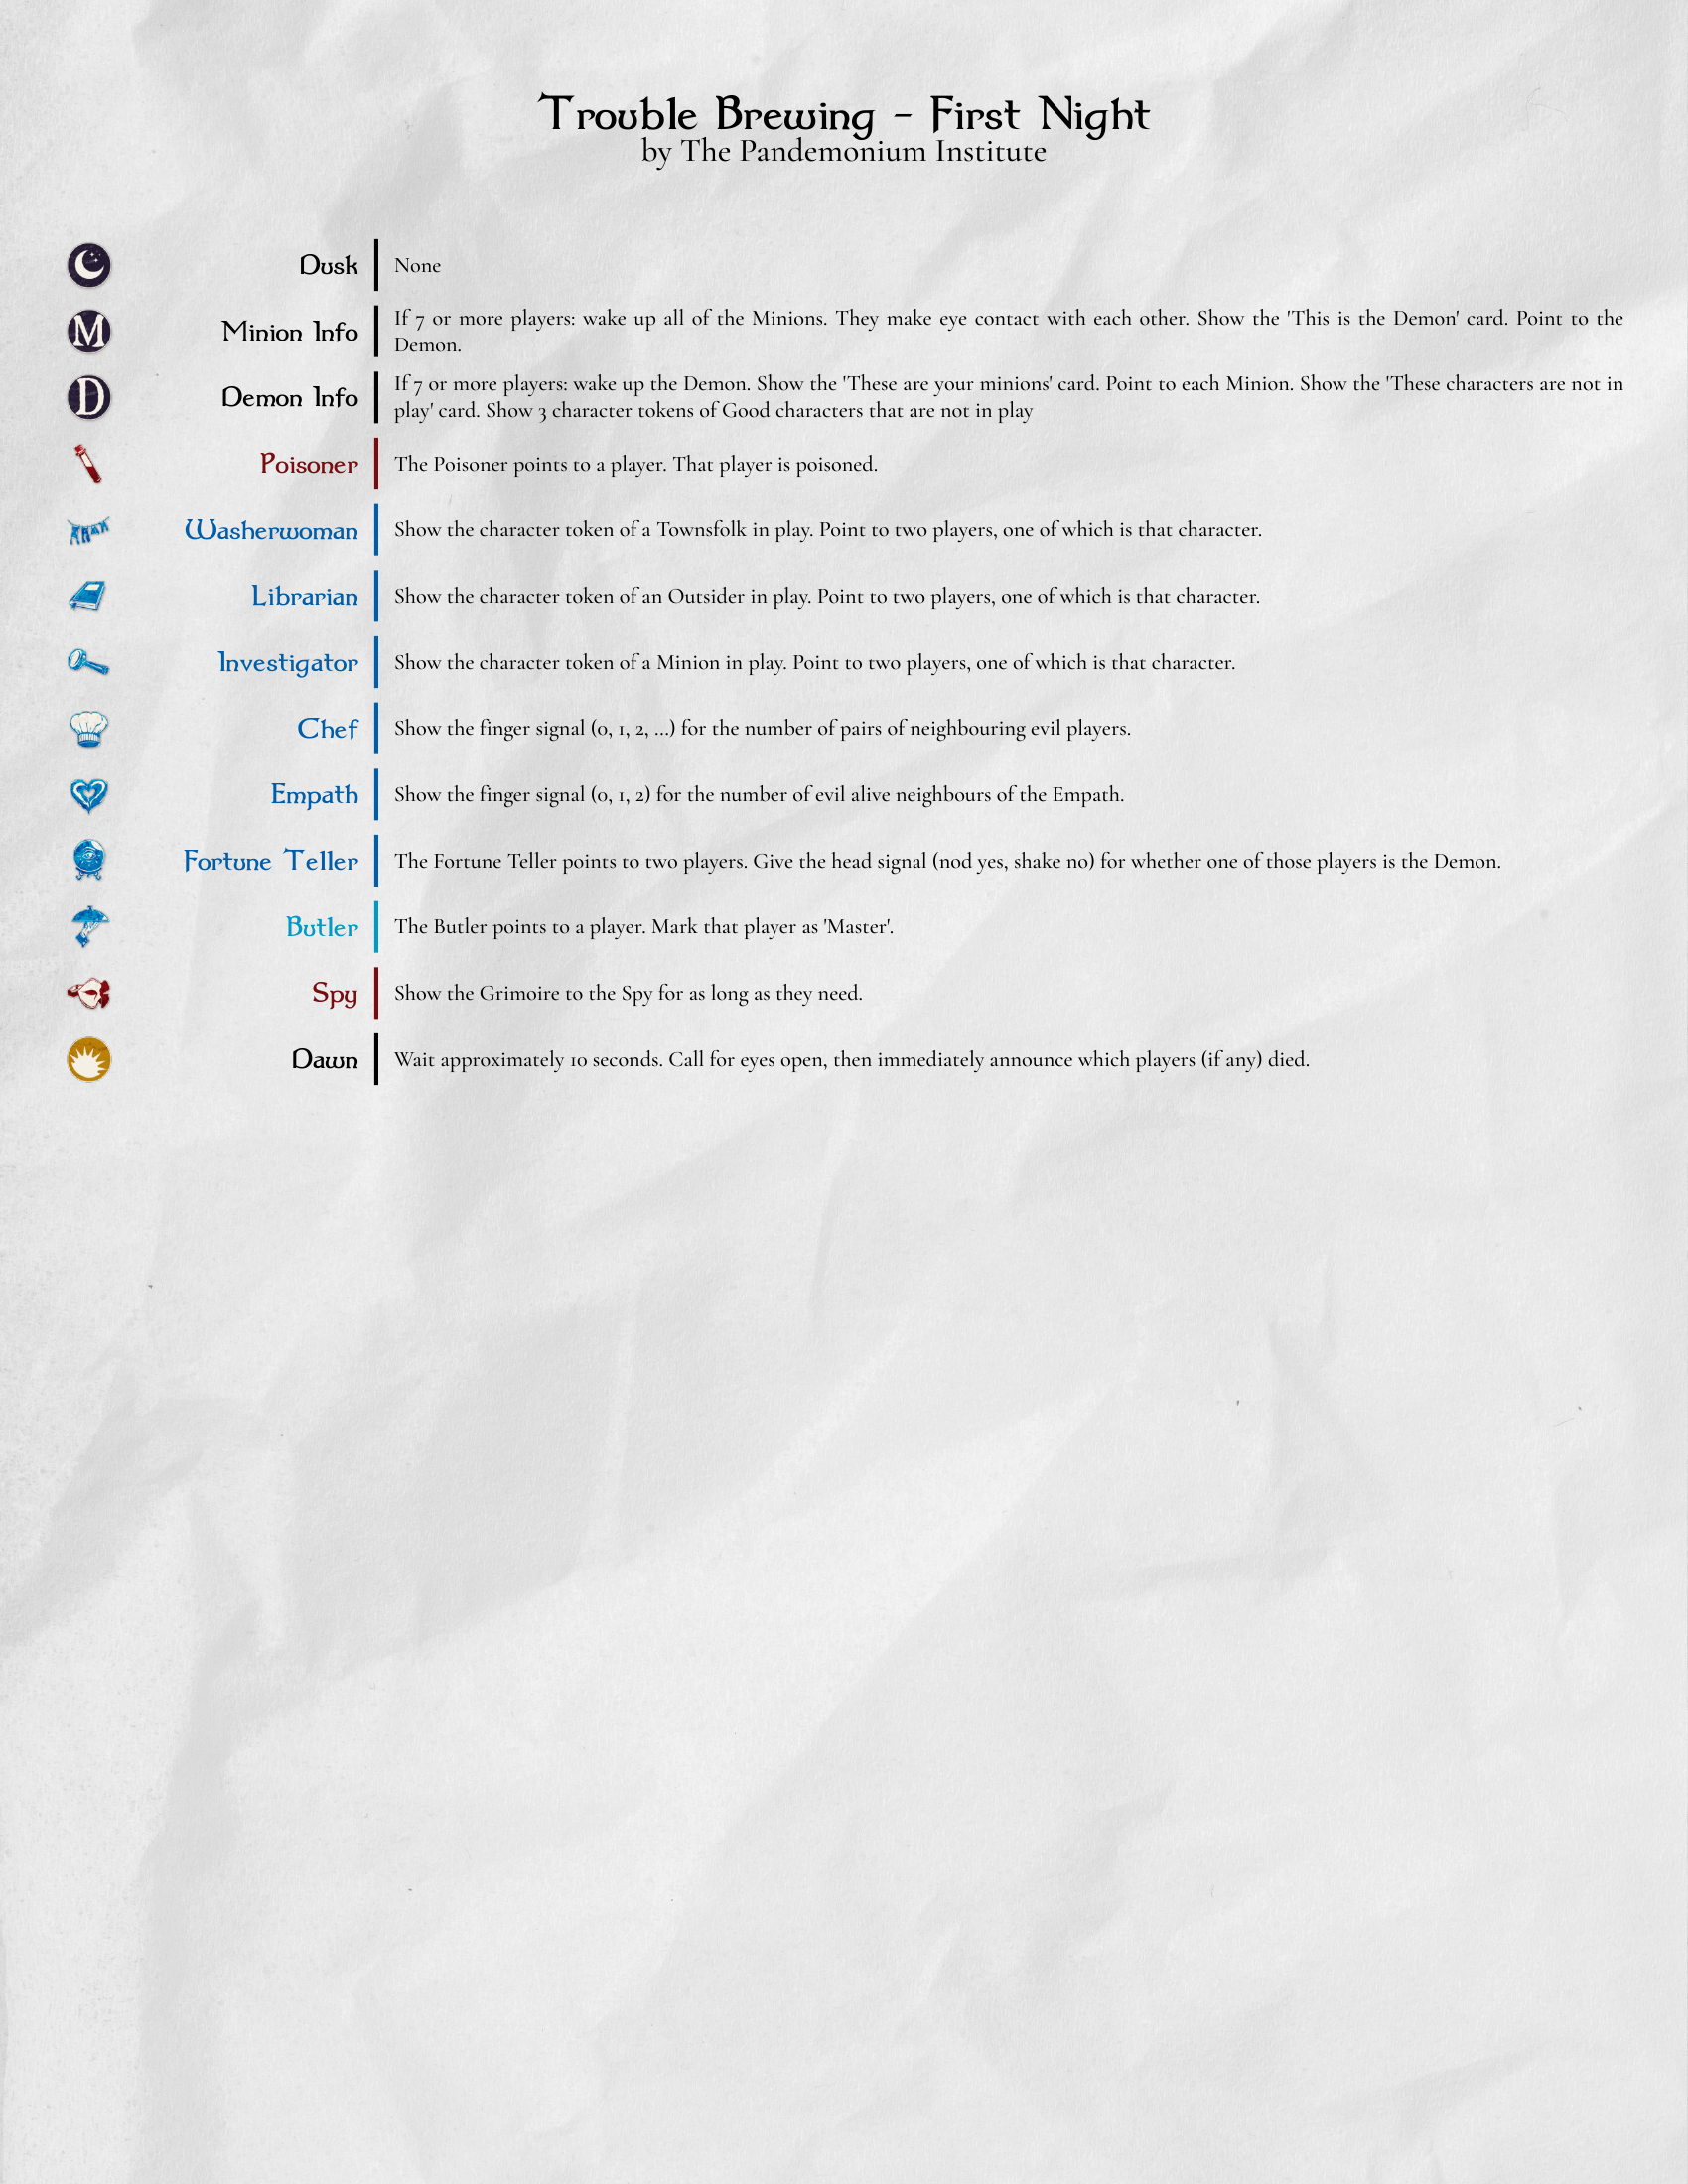 Trouble Brewing - First Night
by The Pandemonium Institute
Dusk
None
M
Minion Info
If 7 or more players: wake up all of the Minions. They make eye contact with each other. Show the 'This is the Demon' card. Point to the
Demon.
D
Demon Info
If 7 or more players: wake up the Demon. Show the 'These are your minions' card. Point to each Minion. Show the 'These characters are not in
play' card. Show 3 character tokens of Good characters that are not in play
Poisoner
The Poisoner points to a player. That player is poisoned.
Washerwoman
Show the character token of a Townsfolk in play. Point to two players, one of which is that character.
Librarian
Show the character token of an Outsider in play. Point to two players, one of which is that character.
Investigator
Show the character token of a Minion in play. Point to two players, one of which is that character.
Chef
Show the finger signal (0, 1, 2, ...) for the number of pairs of neighbouring evil players.
Empath
Show the finger signal (0, 1, 2) for the number of evil alive neighbours of the Empath.
Fortune Teller
The Fortune Teller points to two players. Give the head signal (nod yes, shake no) for whether one of those players is the Demon.
Butler
The Butler points to a player. Mark that player as 'Master'.
Spy
Show the Grimoire to the Spy for as long as they need.
Dawn
Wait approximately 10 seconds. Call for eyes open, then immediately announce which players (if any) died.